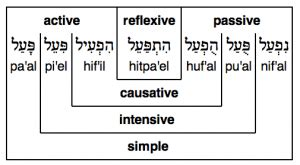 active reflexive passive
פָּעַל פִּעֵל הִפְעִיל הִתְפַּעֵל הֻפְעַל פֻּעַל נִפְעַל
pa'al pi'el hif'il hitpa'el huf'al pu'al nif'al
causative
intensive
simple